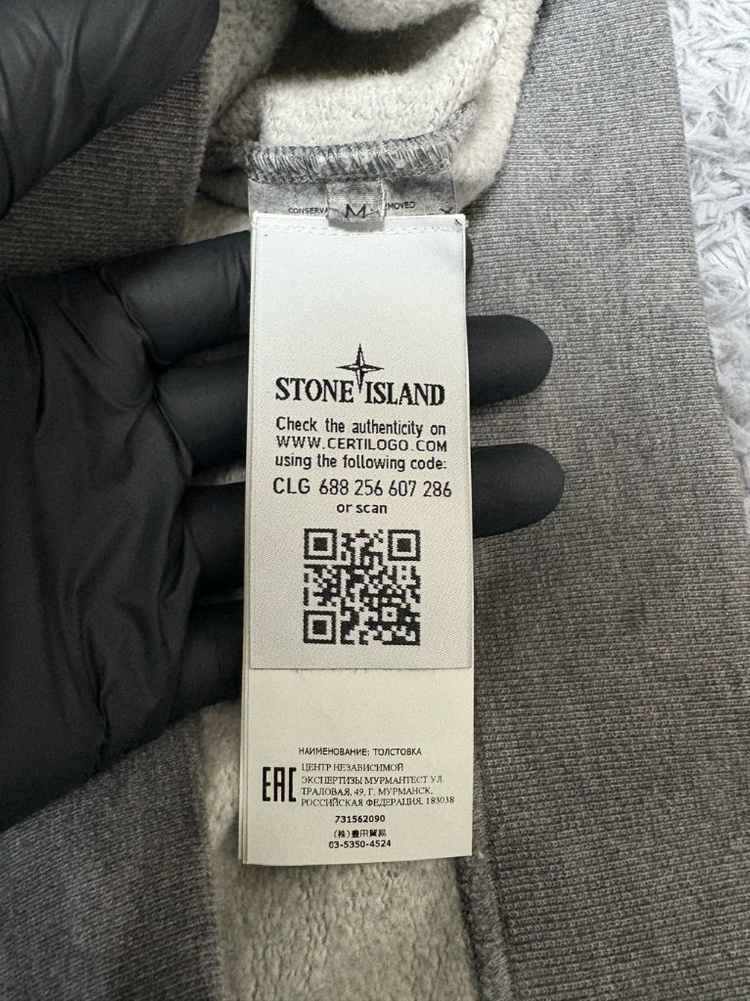 CONSERVA
M
EMOVED
STONE ISLAND
Check the authenticity on
WWW.CERTILOGO.COM
using the following code:
CLG 688 256 607 286
or scan
НАИМЕНОВАНИЕ: ТОЛСТОВКА
EAC
ЦЕНТР НЕЗАВИСИМОЙ
ЭКСПЕРТИЗЫ МУРМАНТЕСТ УЛ.
ТРАЛОВАЯ, 49, Г. МУРМАНСК,
РОССИЙСКАЯ ФЕДЕРАЦИЯ, 183038
731562090
(株)豊田貿易
03-5350-4524